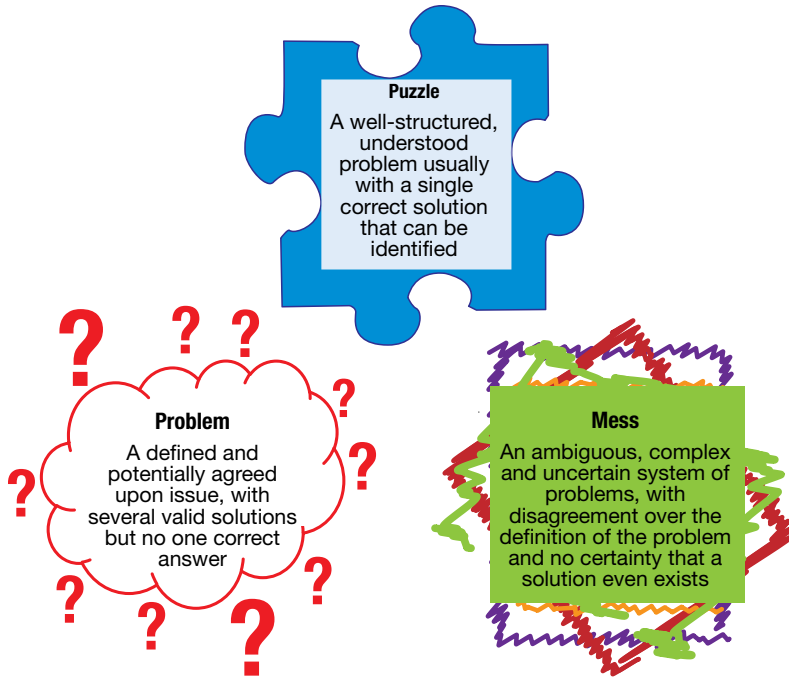 Puzzle
A well-structured,
understood
problem usually
with a single
correct solution
that can be
identified
?
?
?
?
?
?
?
?
?
?
Problem
A defined and
potentially agreed
upon issue, with
several valid solutions
but no one correct
answer
Mess
An ambiguous, complex
and uncertain system of
problems, with
disagreement over the
definition of the problem
and no certainty that a
solution even exists